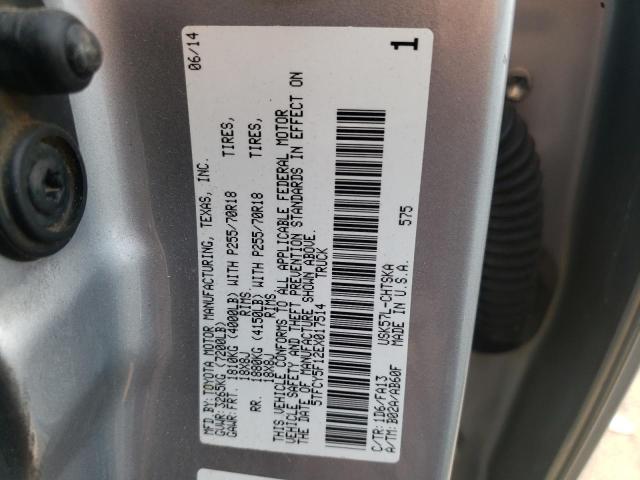 MFD.BY:TOYOTA MOTOR MANUFACTURING, TEXAS, INC. 06/14
GVWR:3265KG (7200LB)
GAWR:FRT. 1810KG (4000LB) WITH P255/70R18 TIRES,
18X8J RIMS
RR. 1880KG (4150LB) WITH P255/70R18 TIRES,
18X8J RIMS
THIS VEHICLE CONFORMS TO ALL APPLICABLE FEDERAL MOTOR
VEHICLE SAFETY AND THEFT PREVENTION STANDARDS IN EFFECT ON
THE DATE OF MANUFACTURE SHOWN ABOVE.
5TFCY5F12EX017514 TRUCK
C/TR:1D6/FA13 USK57L-CHTSKA 575
A/TM:B02A/AB60F MADE IN U.S.A.
1